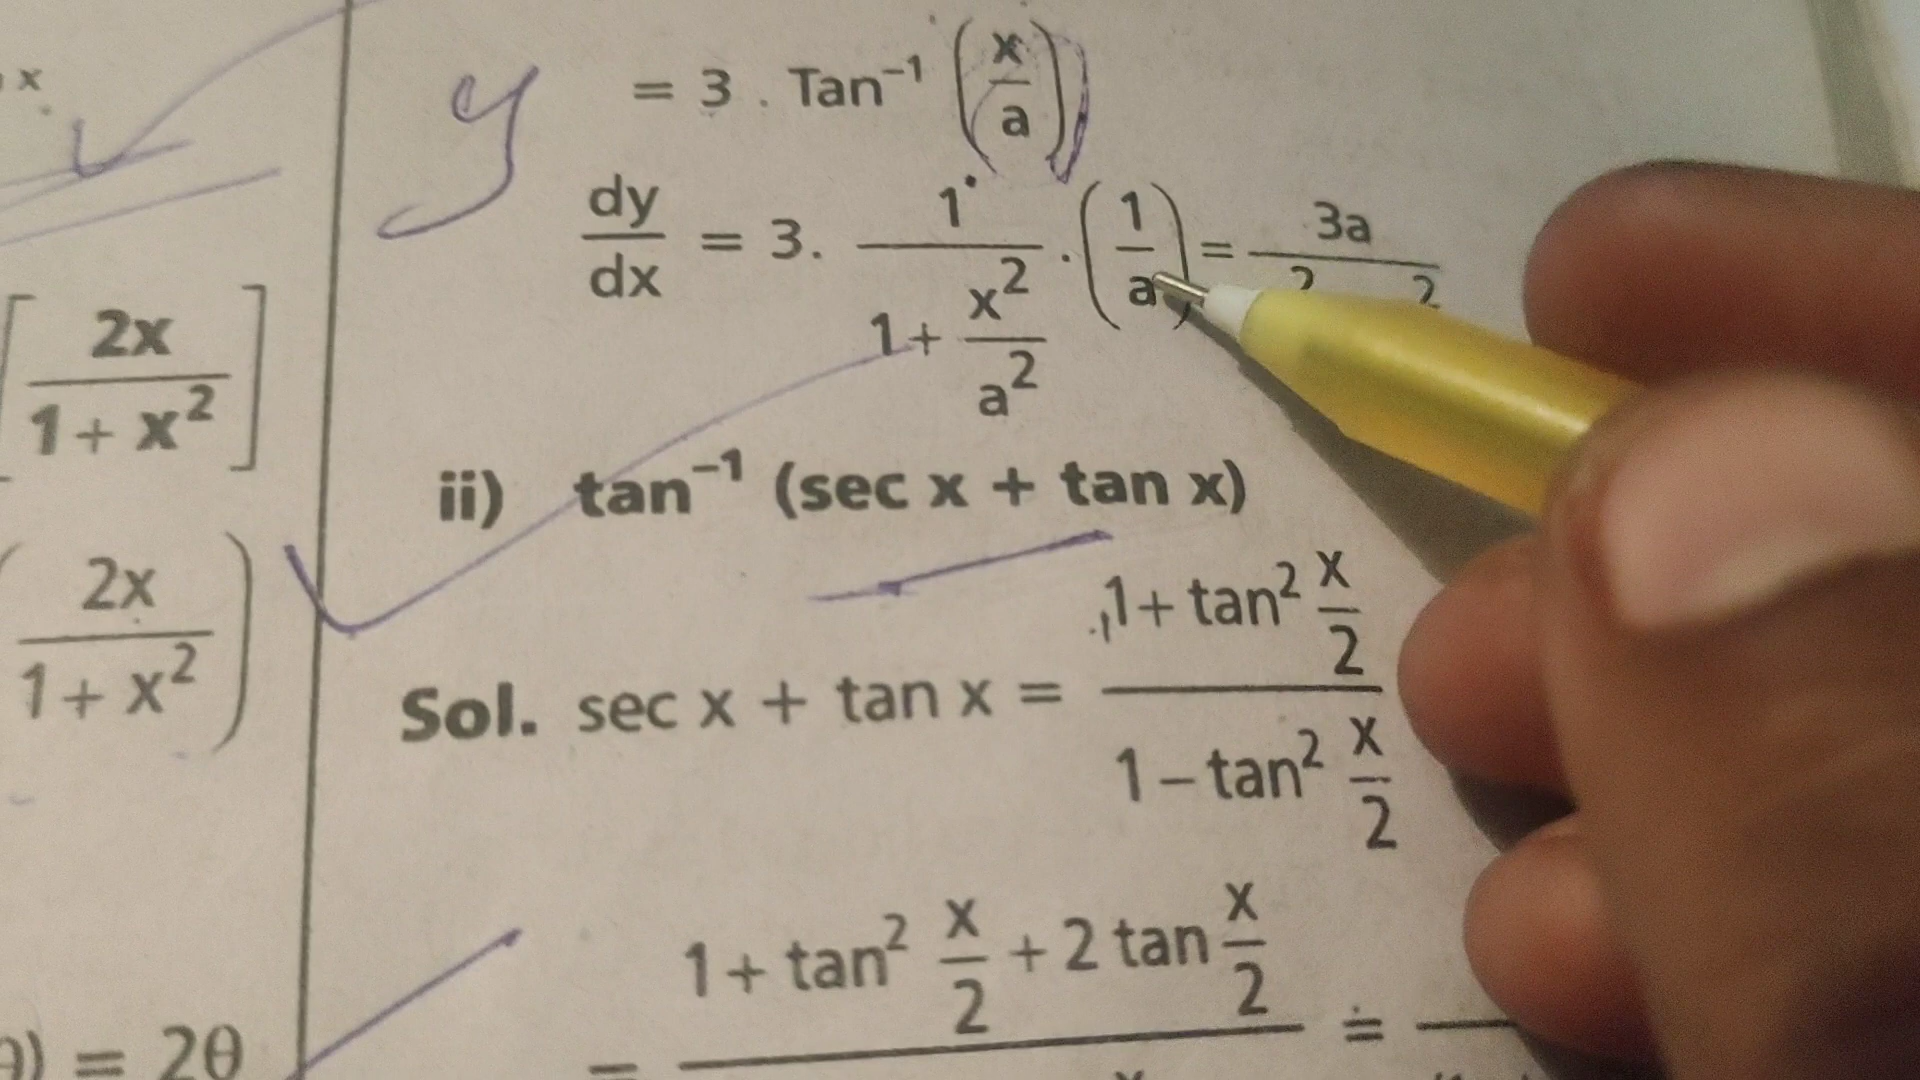 x
[2x / 1 + x²]
(2x / 1 + x²)
) = 2θ
y = 3 . Tan⁻¹ (x/a)
dy/dx = 3. 1 / (1 + x²/a²) . (1/a) = 3a / 2 2
ii) tan⁻¹ (sec x + tan x)
Sol. sec x + tan x = (1 + tan² x/2) / (1 – tan² x/2)
= 1 + tan² x/2 + 2 tan x/2 =